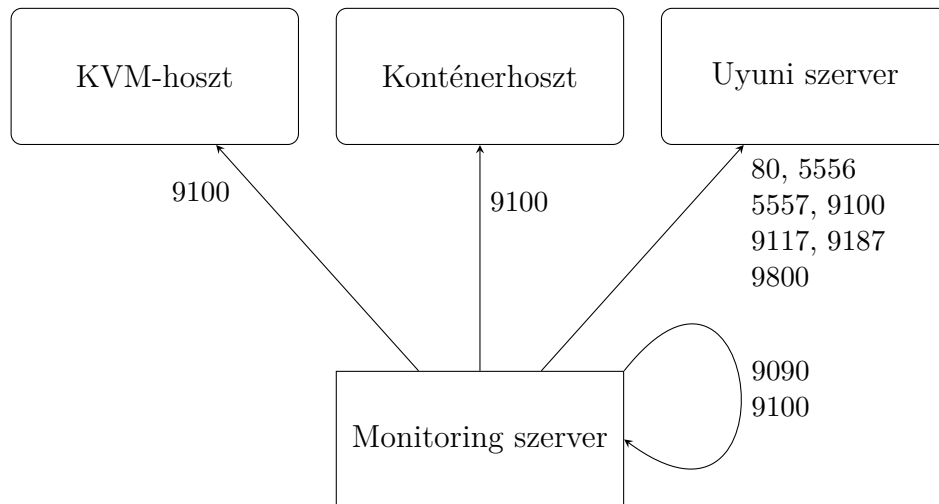 KVM-hoszt
Konténerhoszt
Uyuni szerver
9100
9100
80, 5556
5557, 9100
9117, 9187
9800
9090
9100
Monitoring szerver